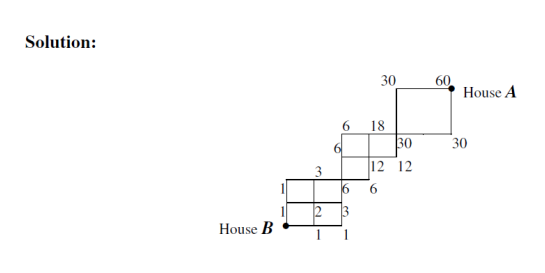 Solution:
30 60
House A
6 18
6 30 30
3 12 12
1 6 6
1 2 3
House B
1 1